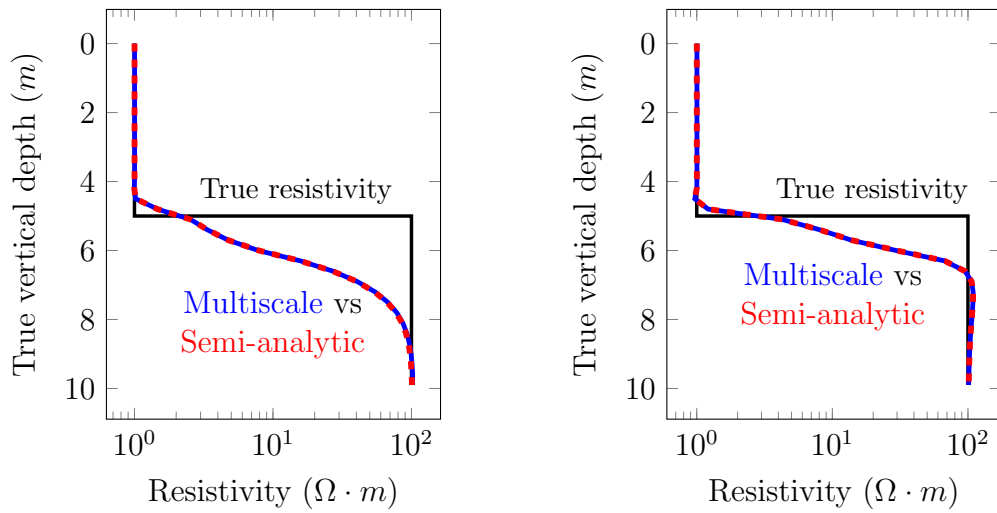 True vertical depth (m)
0
2
4
6
8
10
True resistivity
Multiscale vs
Semi-analytic
10^0
10^1
10^2
Resistivity (Ω · m)
True vertical depth (m)
0
2
4
6
8
10
True resistivity
Multiscale vs
Semi-analytic
10^0
10^1
10^2
Resistivity (Ω · m)